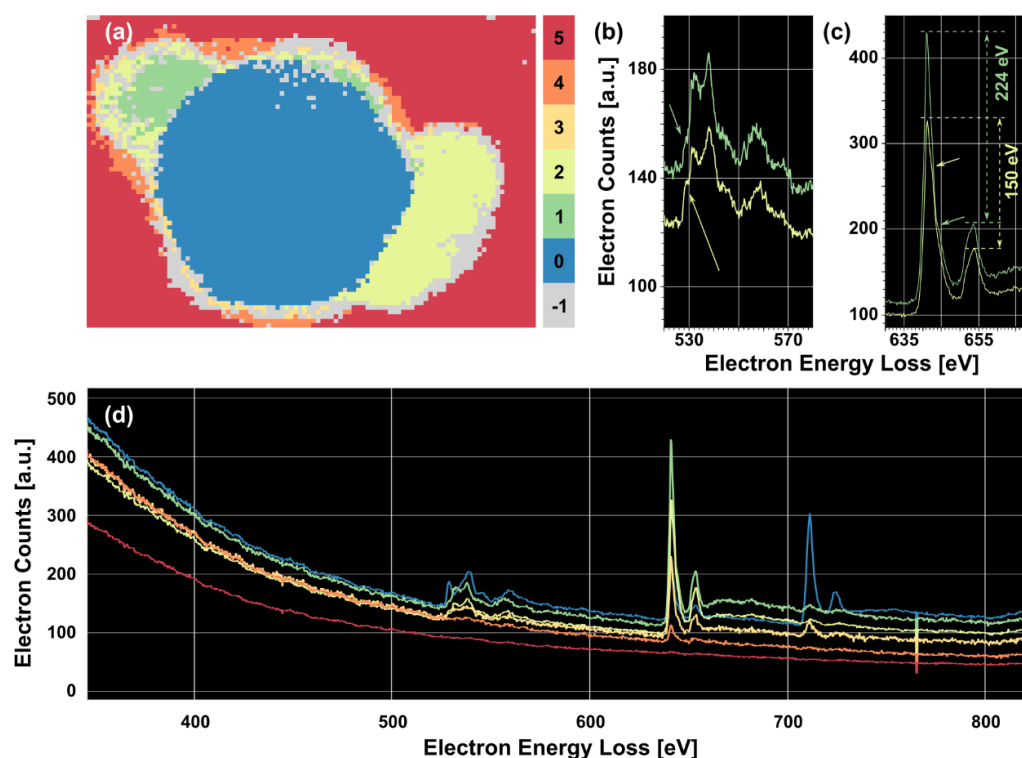 (a)
5
4
3
2
1
0
-1
(b)
Electron Counts [a.u.]
180
140
100
530
570
(c)
400
300
200
100
635
655
224 eV
150 eV
Electron Energy Loss [eV]
(d)
Electron Counts [a.u.]
500
400
300
200
100
0
400
500
600
700
800
Electron Energy Loss [eV]